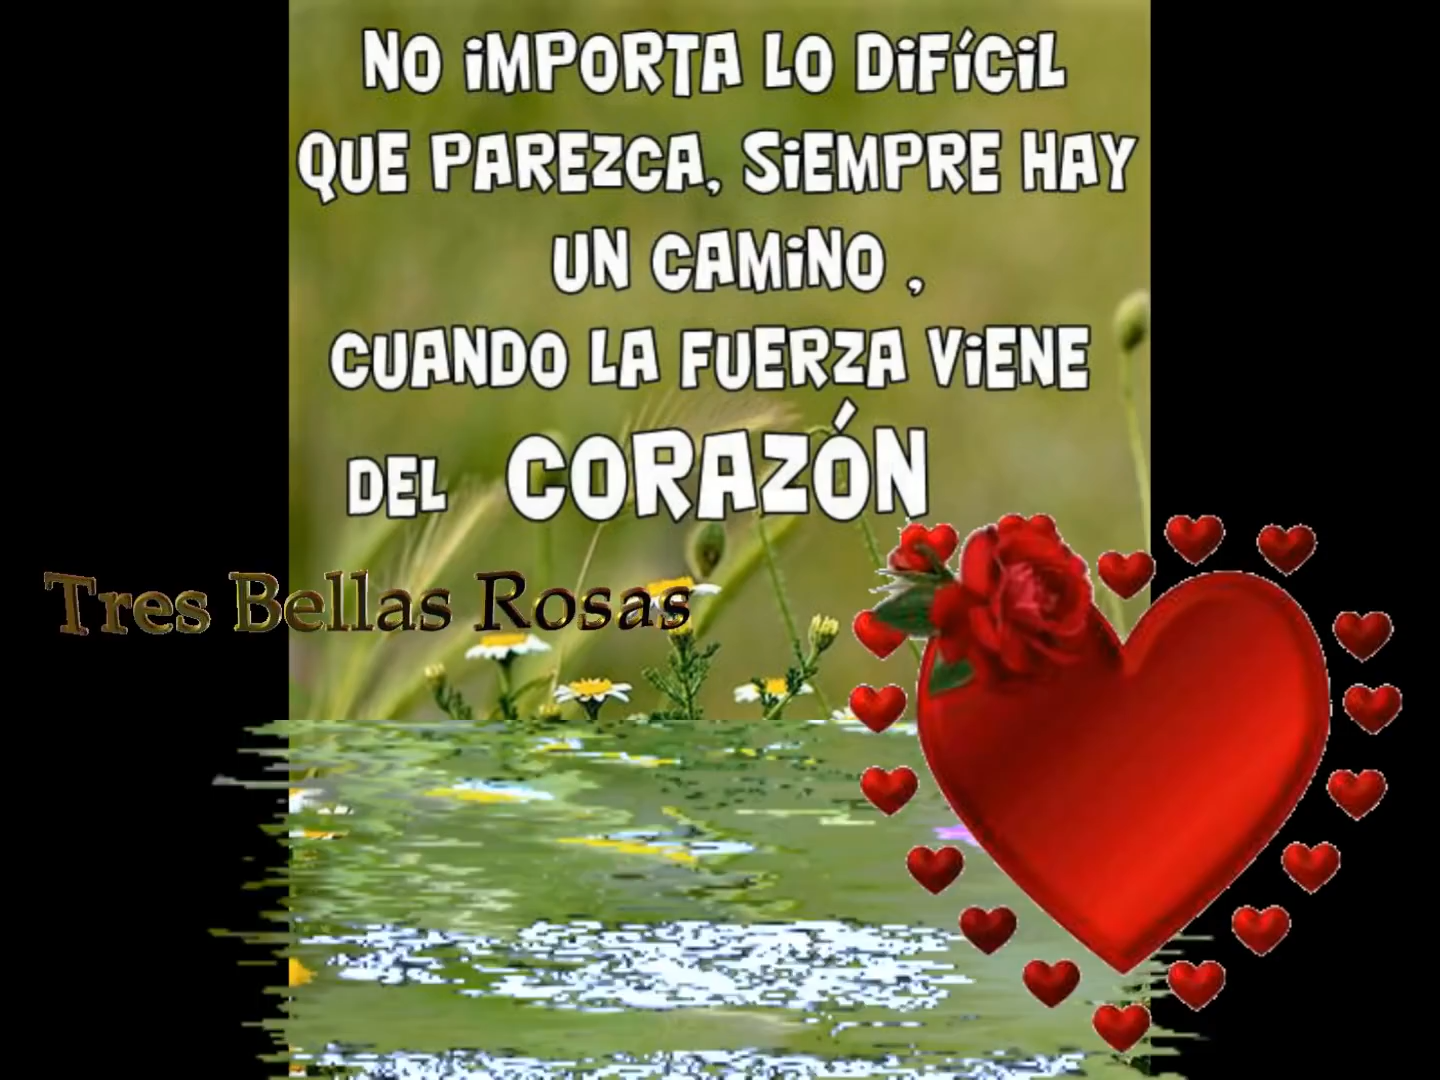 NO iMPORTA LO DiFíCiL
QUE PAREZCA, SiEMPRE HAY
UN CAMiNO ,
CUANDO LA FUERZA ViENE
DEL CORAZÓN
Tres Bellas Rosas